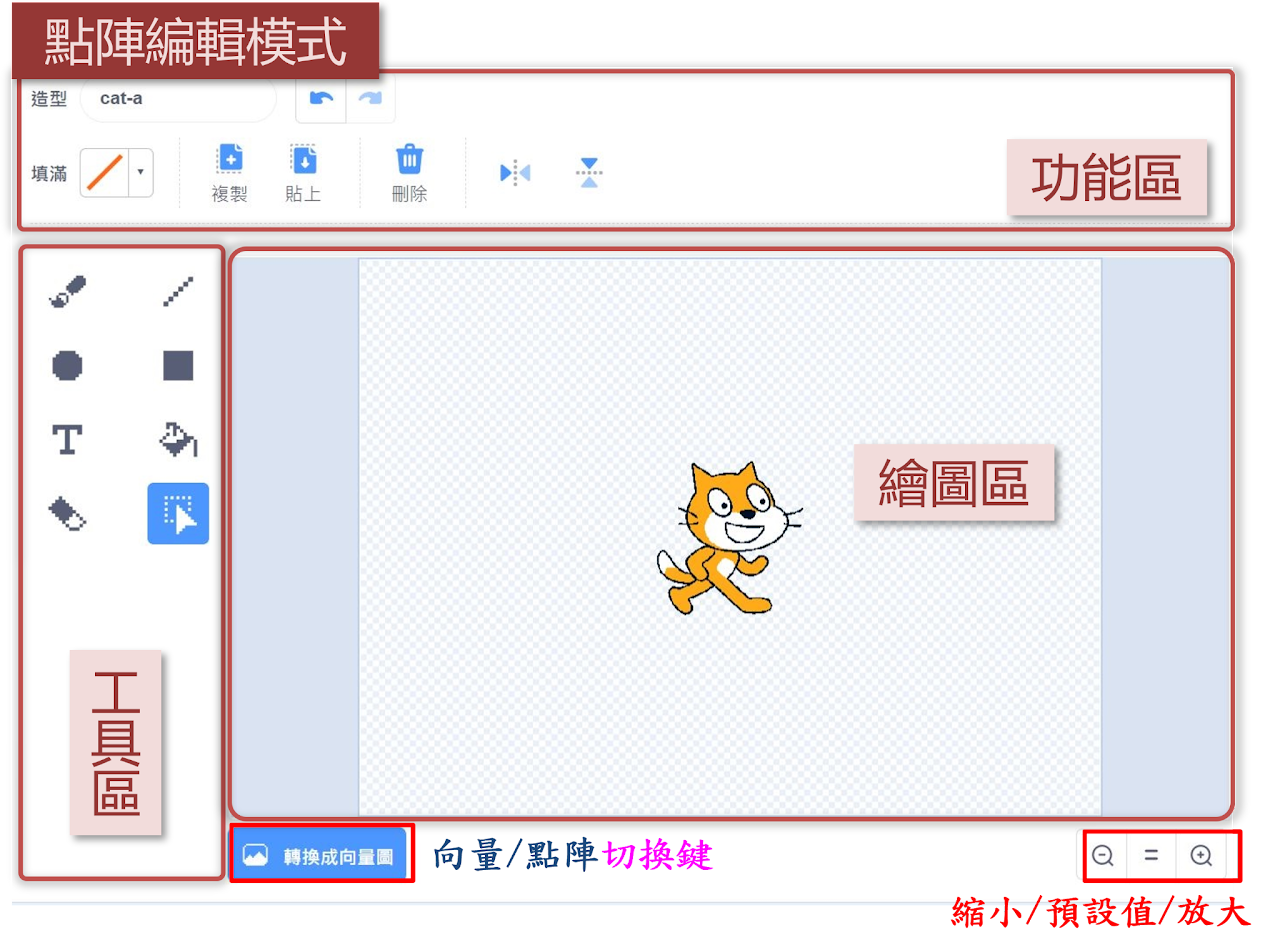 點陣編輯模式
造型 cat-a
填滿
複製 貼上 刪除
功能區
繪圖區
T
工具區
轉換成向量圖
向量/點陣切換鍵
縮小/預設值/放大